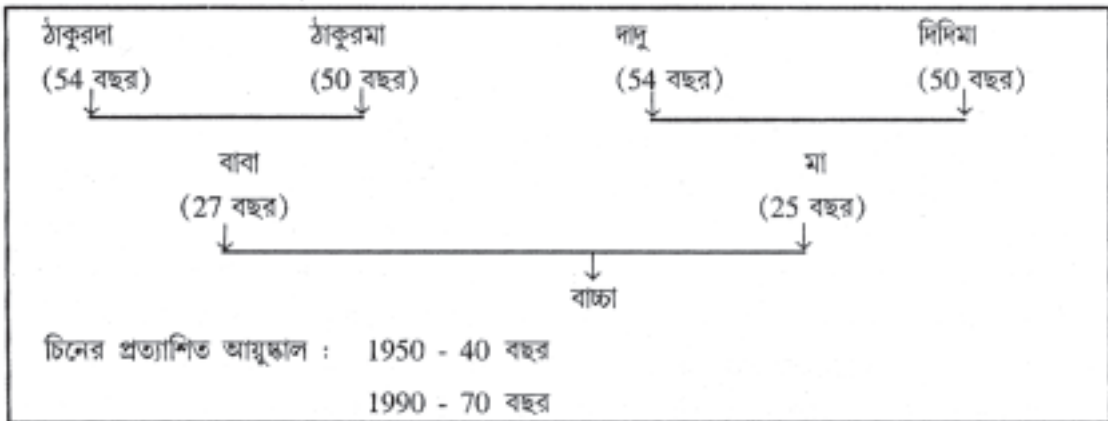 ঠাকুরদা ঠাকুরমা দাদু দিদিমা
(54 বছর) (50 বছর) (54 বছর) (50 বছর)
বাবা মা
(27 বছর) (25 বছর)
বাচ্চা
চিনের প্রত্যাশিত আয়ুষ্কাল : 1950 - 40 বছর
1990 - 70 বছর